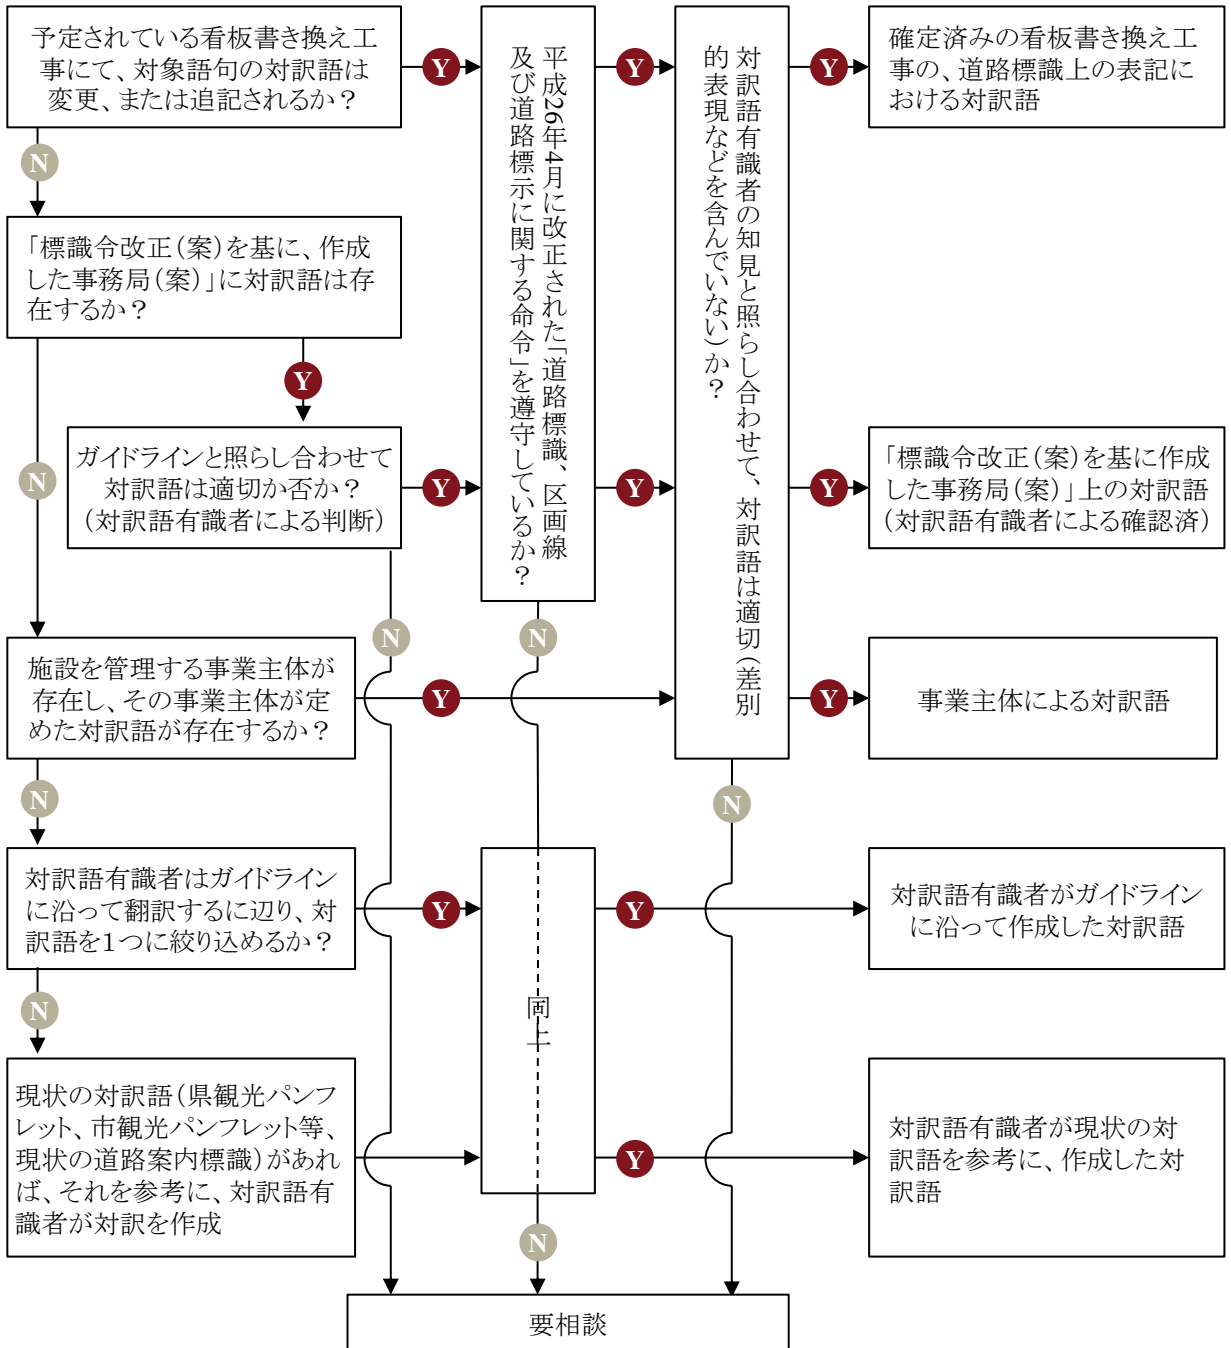 予定されている看板書き換え工
事にて、対象語句の対訳語は
変更、または追記されるか？
Y
N
平成26年4月に改正された「道路標識、区画線
及び道路標示に関する命令」を遵守しているか？
Y
対訳語有識者の知見と照らし合わせて、対訳語は適切（差別
的表現などを含んでいない）か？
Y
確定済みの看板書き換え工
事の、道路標識上の表記に
おける対訳語
「標識令改正（案）を基に、作成
した事務局（案）」に対訳語は存
在するか？
Y
N
ガイドラインと照らし合わせて
対訳語は適切か否か？
（対訳語有識者による判断）
Y
Y
Y
「標識令改正（案）を基に作成
した事務局（案）」上の対訳語
（対訳語有識者による確認済）
N
N
施設を管理する事業主体が
存在し、その事業主体が定
めた対訳語が存在するか？
Y
Y
事業主体による対訳語
N
N
対訳語有識者はガイドライン
に沿って翻訳するに辺り、対
訳語を１つに絞り込めるか？
Y
同上
Y
対訳語有識者がガイドライン
に沿って作成した対訳語
N
現状の対訳語（県観光パンフ
レット、市観光パンフレット等、
現状の道路案内標識）があれ
ば、それを参考に、対訳語有
識者が対訳を作成
Y
対訳語有識者が現状の対
訳語を参考に、作成した対
訳語
N
要相談